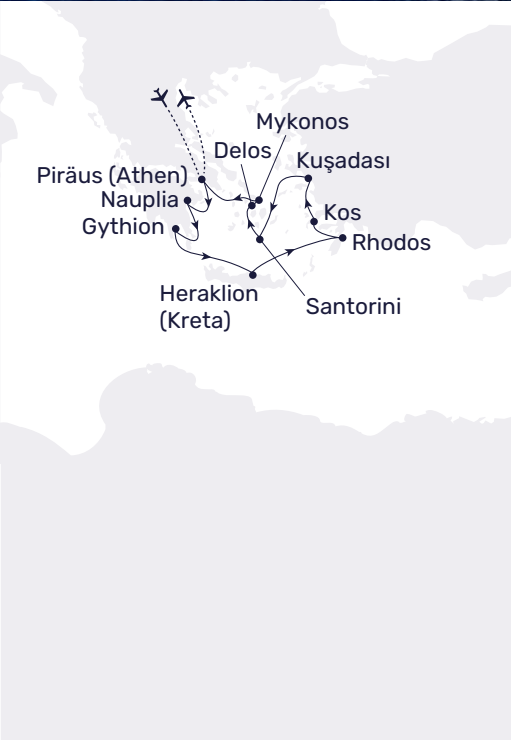 Mykonos
Delos
Kuşadası
Piräus (Athen)
Nauplia
Kos
Gythion
Rhodos
Heraklion
(Kreta)
Santorini